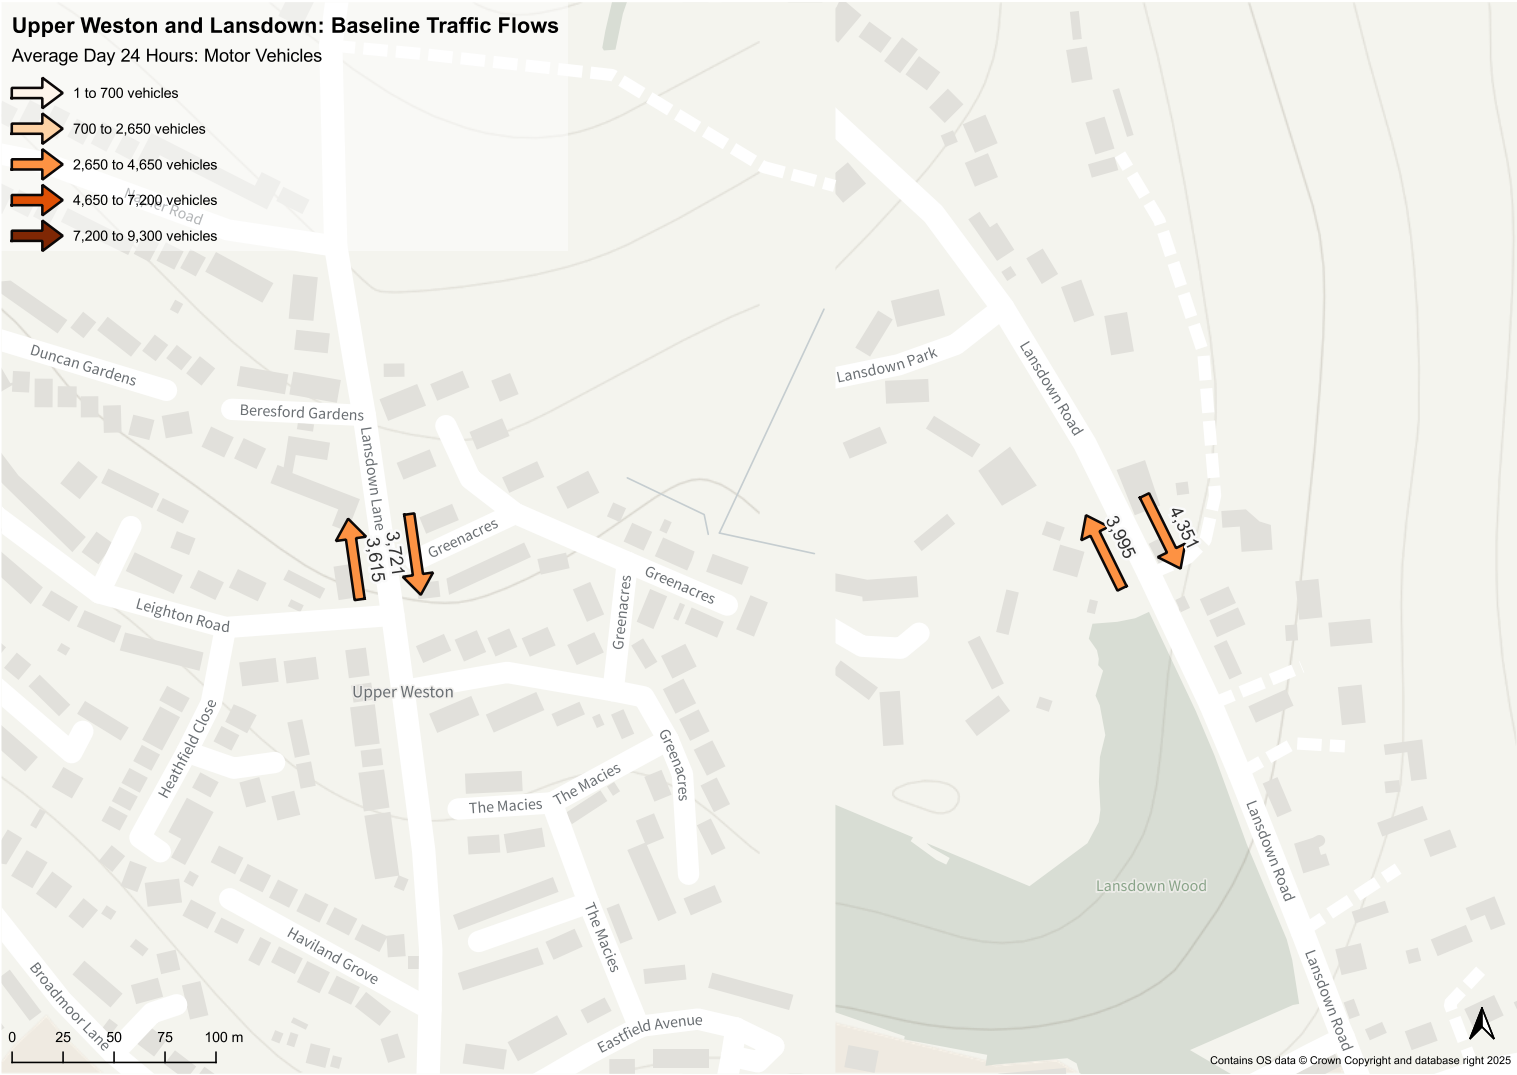 Upper Weston and Lansdown: Baseline Traffic Flows
Average Day 24 Hours: Motor Vehicles
1 to 700 vehicles
700 to 2,650 vehicles
2,650 to 4,650 vehicles
4,650 to 7,200 vehicles
7,200 to 9,300 vehicles
Napier Road
Duncan Gardens
Beresford Gardens
Lansdown Lane
3,615
3,721
Greenacres
Greenacres
Greenacres
Leighton Road
Upper Weston
Heathfield Close
Greenacres
The Macies
The Macies
The Macies
Haviland Grove
Broadmoor Lane
Eastfield Avenue
Lansdown Park
Lansdown Road
3,995
4,351
Lansdown Road
Lansdown Wood
Lansdown Road
0 25 50 75 100 m
Contains OS data © Crown Copyright and database right 2025